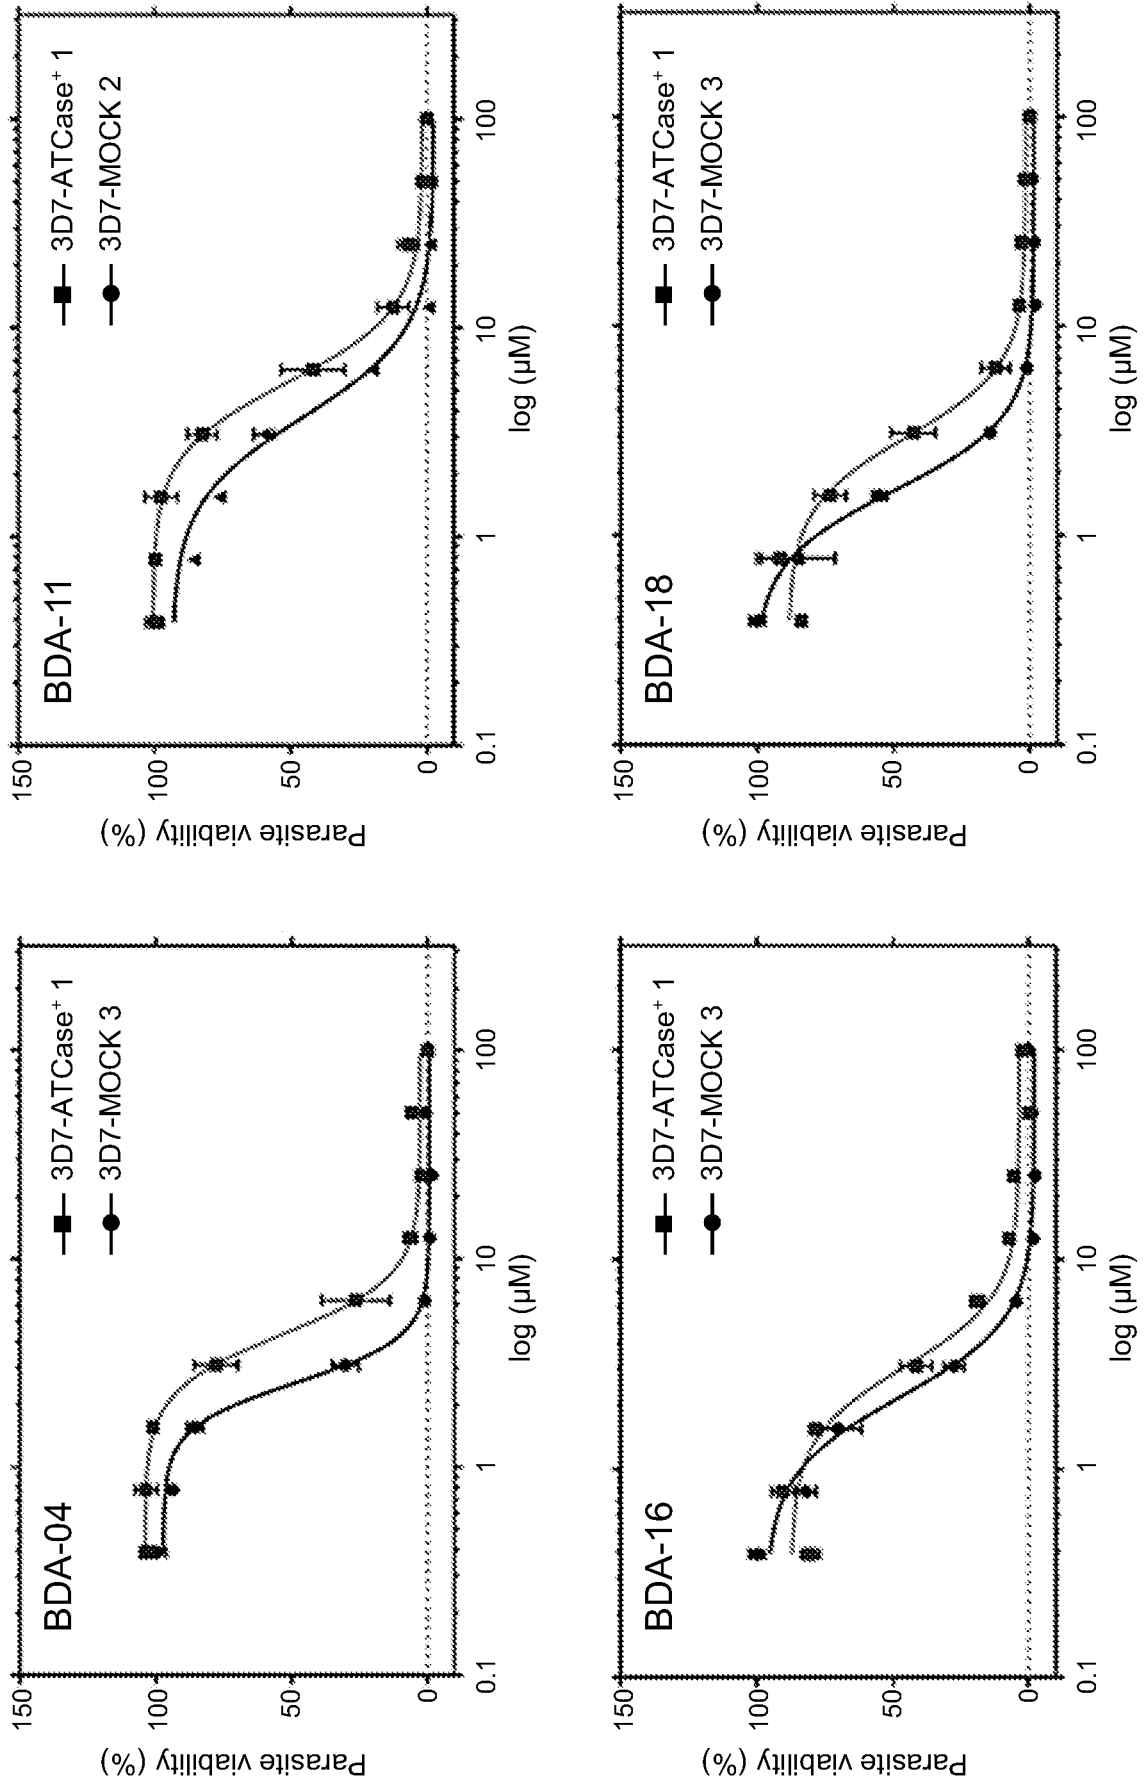 BDA-04
3D7-ATCase⁺ 1
3D7-MOCK 3
Parasite viability (%)
150
100
50
0
0.1
1
10
100
log (µM)
BDA-11
3D7-ATCase⁺ 1
3D7-MOCK 2
Parasite viability (%)
150
100
50
0
0.1
1
10
100
log (µM)
BDA-16
3D7-ATCase⁺ 1
3D7-MOCK 3
Parasite viability (%)
150
100
50
0
0.1
1
10
100
log (µM)
BDA-18
3D7-ATCase⁺ 1
3D7-MOCK 3
Parasite viability (%)
150
100
50
0
0.1
1
10
100
log (µM)